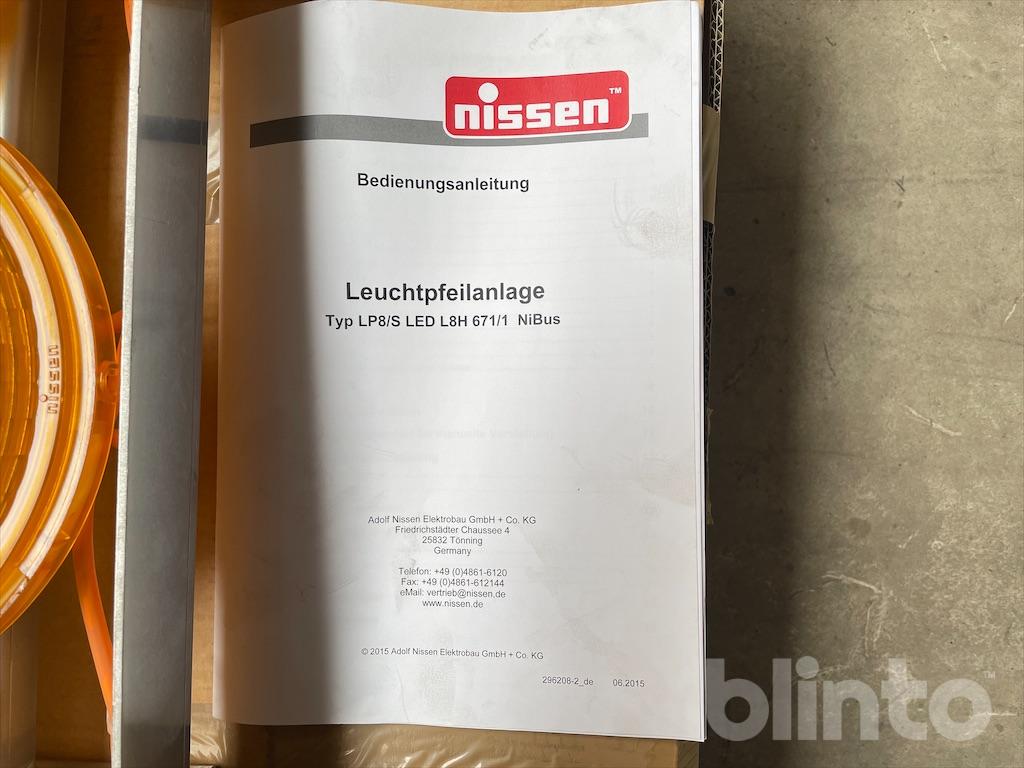 nissen™
Bedienungsanleitung
Leuchtpfeilanlage
Typ LP8/S LED L8H 671/1 NiBus
Adolf Nissen Elektrobau GmbH + Co. KG
Friedrichstädter Chaussee 4
25832 Tönning
Germany
Telefon: +49 (0)4861-6120
Fax: +49 (0)4861-612144
eMail: vertrieb@nissen.de
www.nissen.de
© 2015 Adolf Nissen Elektrobau GmbH + Co. KG
296208-2_de 06.2015
nissen
blinto™